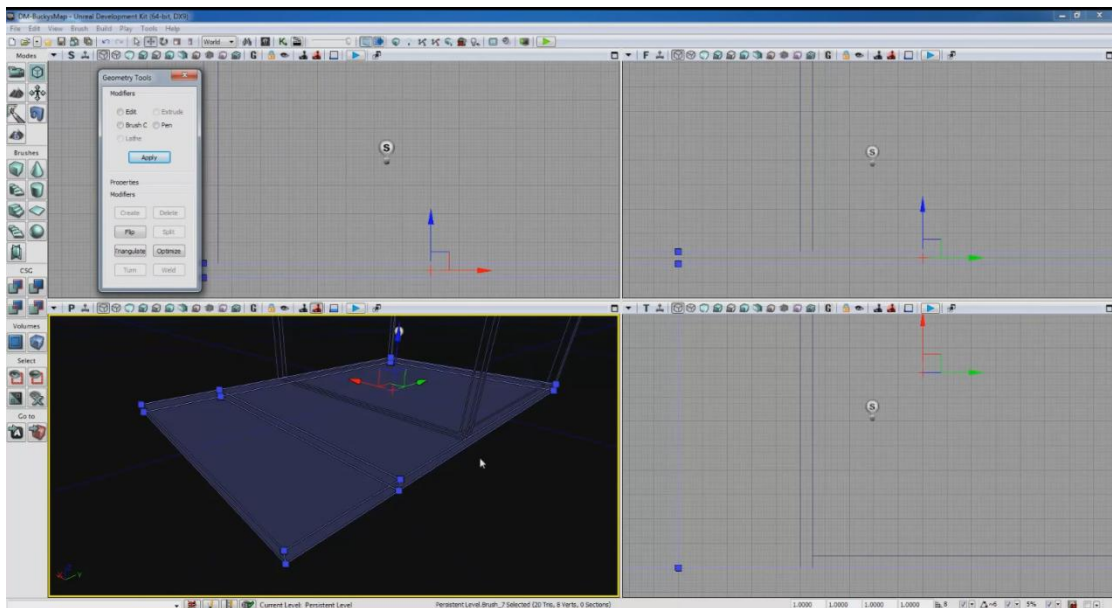 DM-BuckysMap - Unreal Development Kit (64-bit, DX9)
File Edit View Brush Build Play Tools Help
World
Modes
S
G
F
G
Geometry Tools
Modifiers
Edit
Extrude
Brush C
Pen
Lathe
Apply
Properties
Modifiers
Create
Delete
Flip
Split
Triangulate
Optimize
Turn
Weld
Brushes
CSG
Volumes
Select
Go to
S
S
P
G
T
G
S
Current Level: Persistent Level
Persistent Level.Brush_7 Selected (20 Tris, 8 Verts, 0 Sections)
1.0000 1.0000 1.0000 1.0000
8
5%